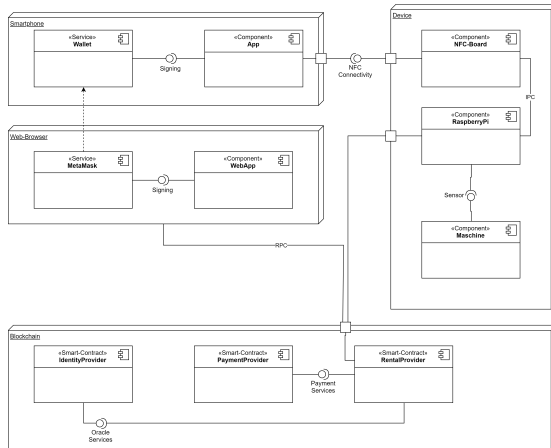 Smartphone
«Service»
Wallet
Signing
«Component»
App
NFC
Connectivity
Device
«Component»
NFC-Board
IPC
«Component»
RaspberryPi
Sensor
«Component»
Maschine
Web-Browser
«Service»
MetaMask
Signing
«Component»
WebApp
RPC
Blockchain
«Smart-Contract»
IdentityProvider
«Smart-Contract»
PaymentProvider
Payment
Services
«Smart-Contract»
RentalProvider
Oracle
Services